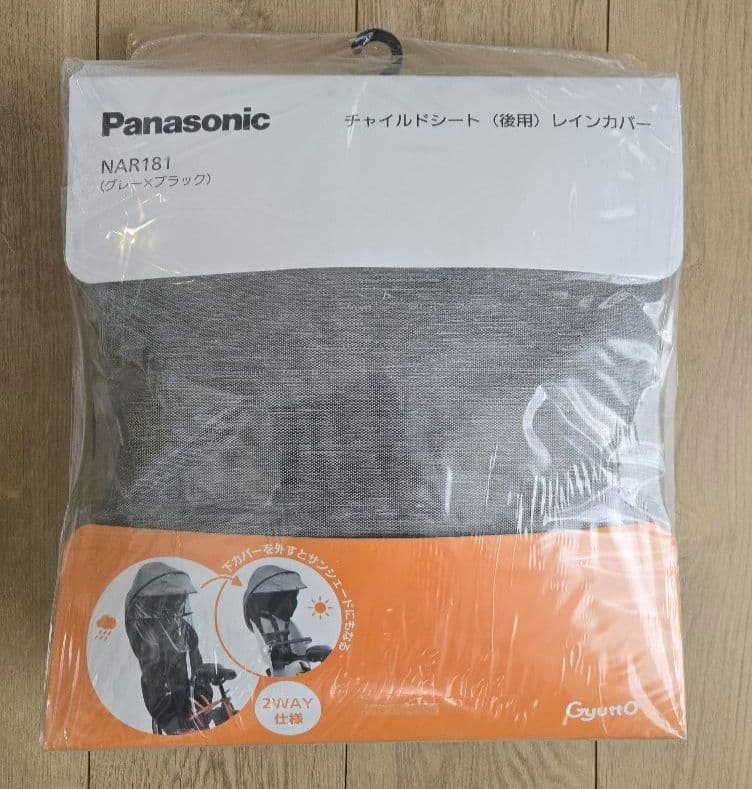 Panasonic
チャイルドシート（後用）レインカバー
NAR181
（グレー×ブラック）
下カバーを外すとサンシェードにもなる
2WAY
仕様
Gyutto